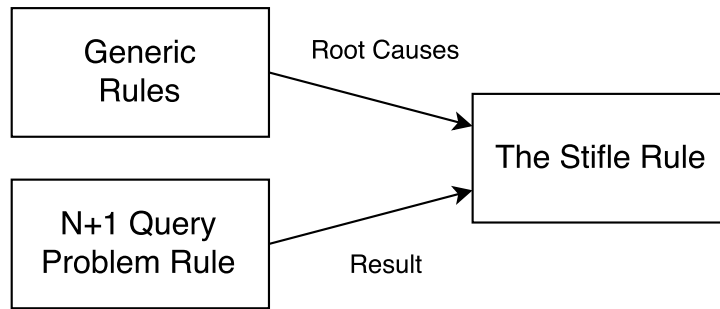 Generic
Rules
Root Causes
The Stifle Rule
N+1 Query
Problem Rule
Result